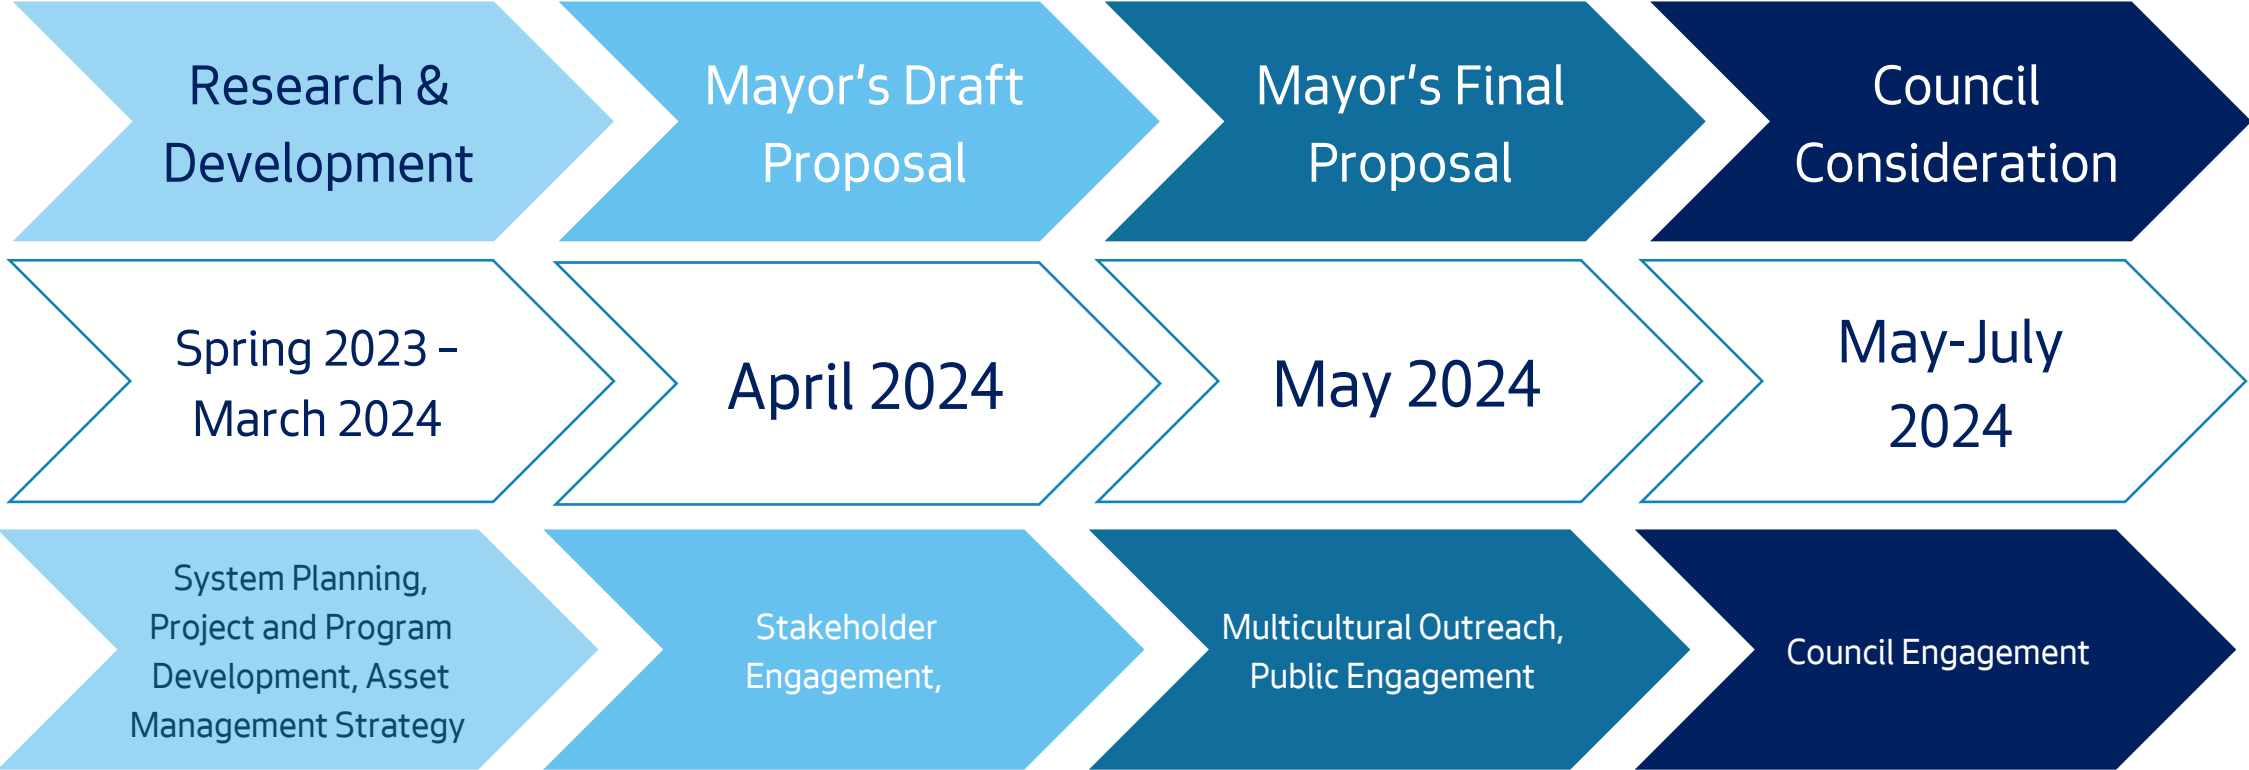 Research &
Development
Mayor’s Draft
Proposal
Mayor’s Final
Proposal
Council
Consideration
Spring 2023 –
March 2024
April 2024
May 2024
May-July
2024
System Planning,
Project and Program
Development, Asset
Management Strategy
Stakeholder
Engagement,
Multicultural Outreach,
Public Engagement
Council Engagement